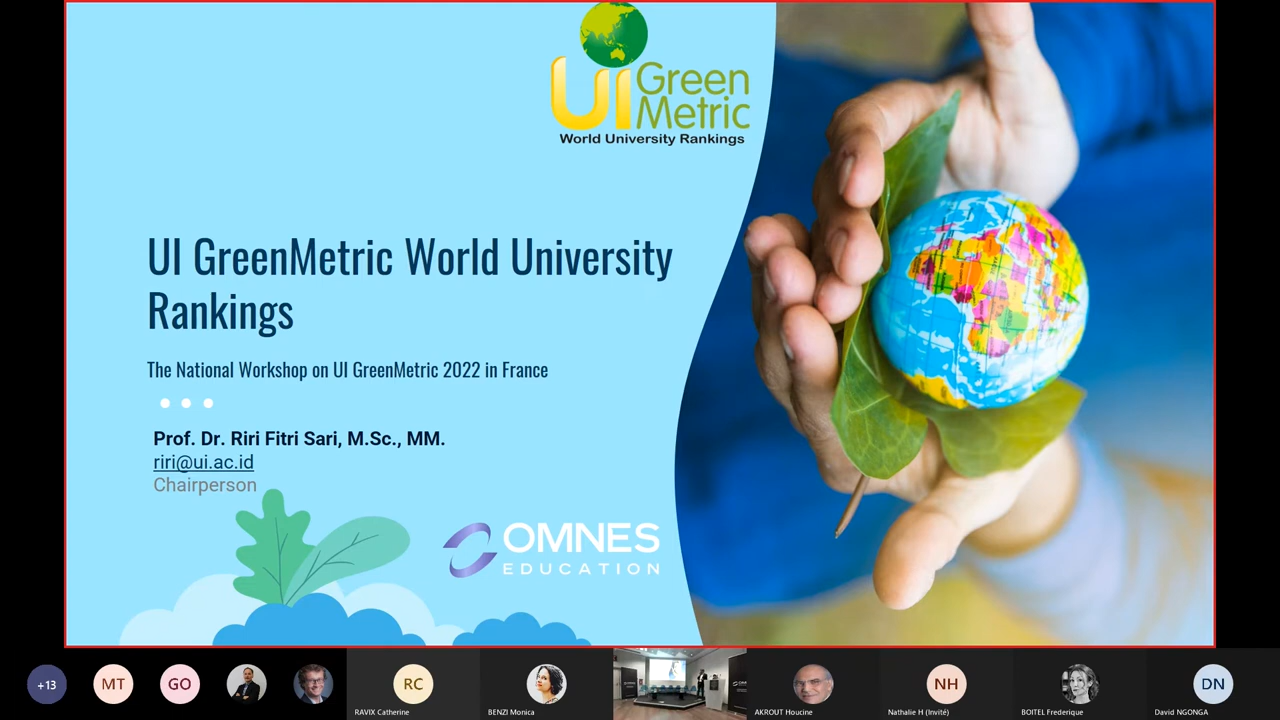 UI Green
Metric
World University Rankings
UI GreenMetric World University
Rankings
The National Workshop on UI GreenMetric 2022 in France
Prof. Dr. Riri Fitri Sari, M.Sc., MM.
riri@ui.ac.id
Chairperson
OMNES
EDUCATION
+13
MT
GO
RC
RAVIX Catherine
BENZI Monica
AKROUT Houcine
NH
Nathalie H (Invité)
BOITEL Frederique
DN
David NGONGA